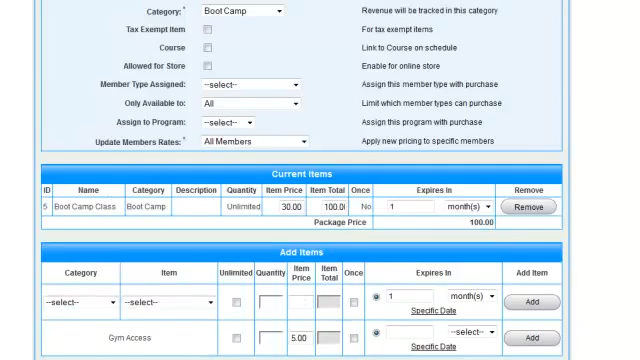 Category:* Boot Camp Revenue will be tracked in this category
Tax Exempt Item For tax exempt items
Course Link to Course on schedule
Allowed for Store Enable for online store
Member Type Assigned: --select-- Assign this member type with purchase
Only Available to: All Limit which member types can purchase
Assign to Program: --select-- Assign this program with purchase
Update Members Rates:* All Members Apply new pricing to specific members
Current Items
ID Name Category Description Quantity Item Price Item Total Once Expires In Remove
5 Boot Camp Class Boot Camp Unlimited 30.00 100.0 No 1 month(s) Remove
Package Price 100.00
Add Items
Category Item Unlimited Quantity Item Price Item Total Once Expires In Add Item
--select-- --select-- 1 month(s) Add
Specific Date
Gym Access 5.00 --select-- Add
Specific Date